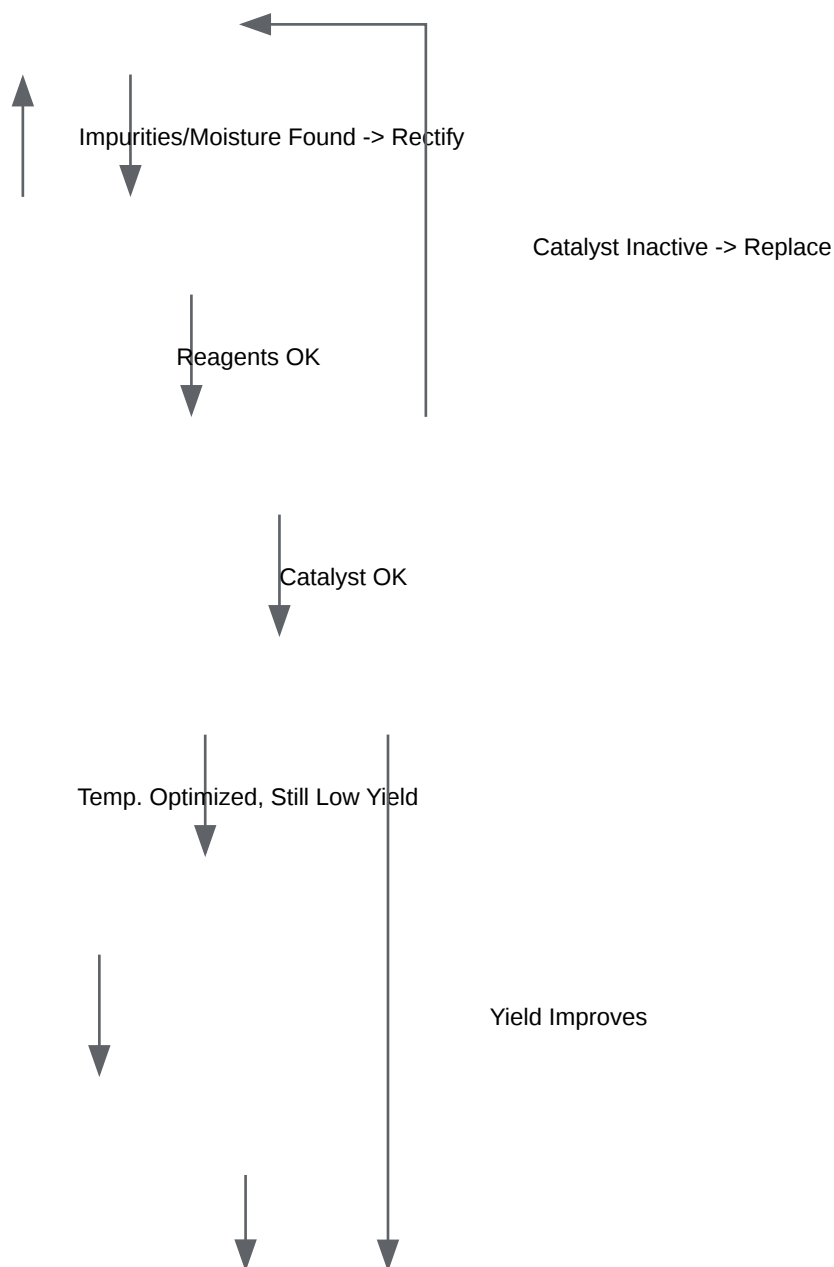 Impurities/Moisture Found -> Rectify
Catalyst Inactive -> Replace
Reagents OK
Catalyst OK
Temp. Optimized, Still Low Yield
Yield Improves